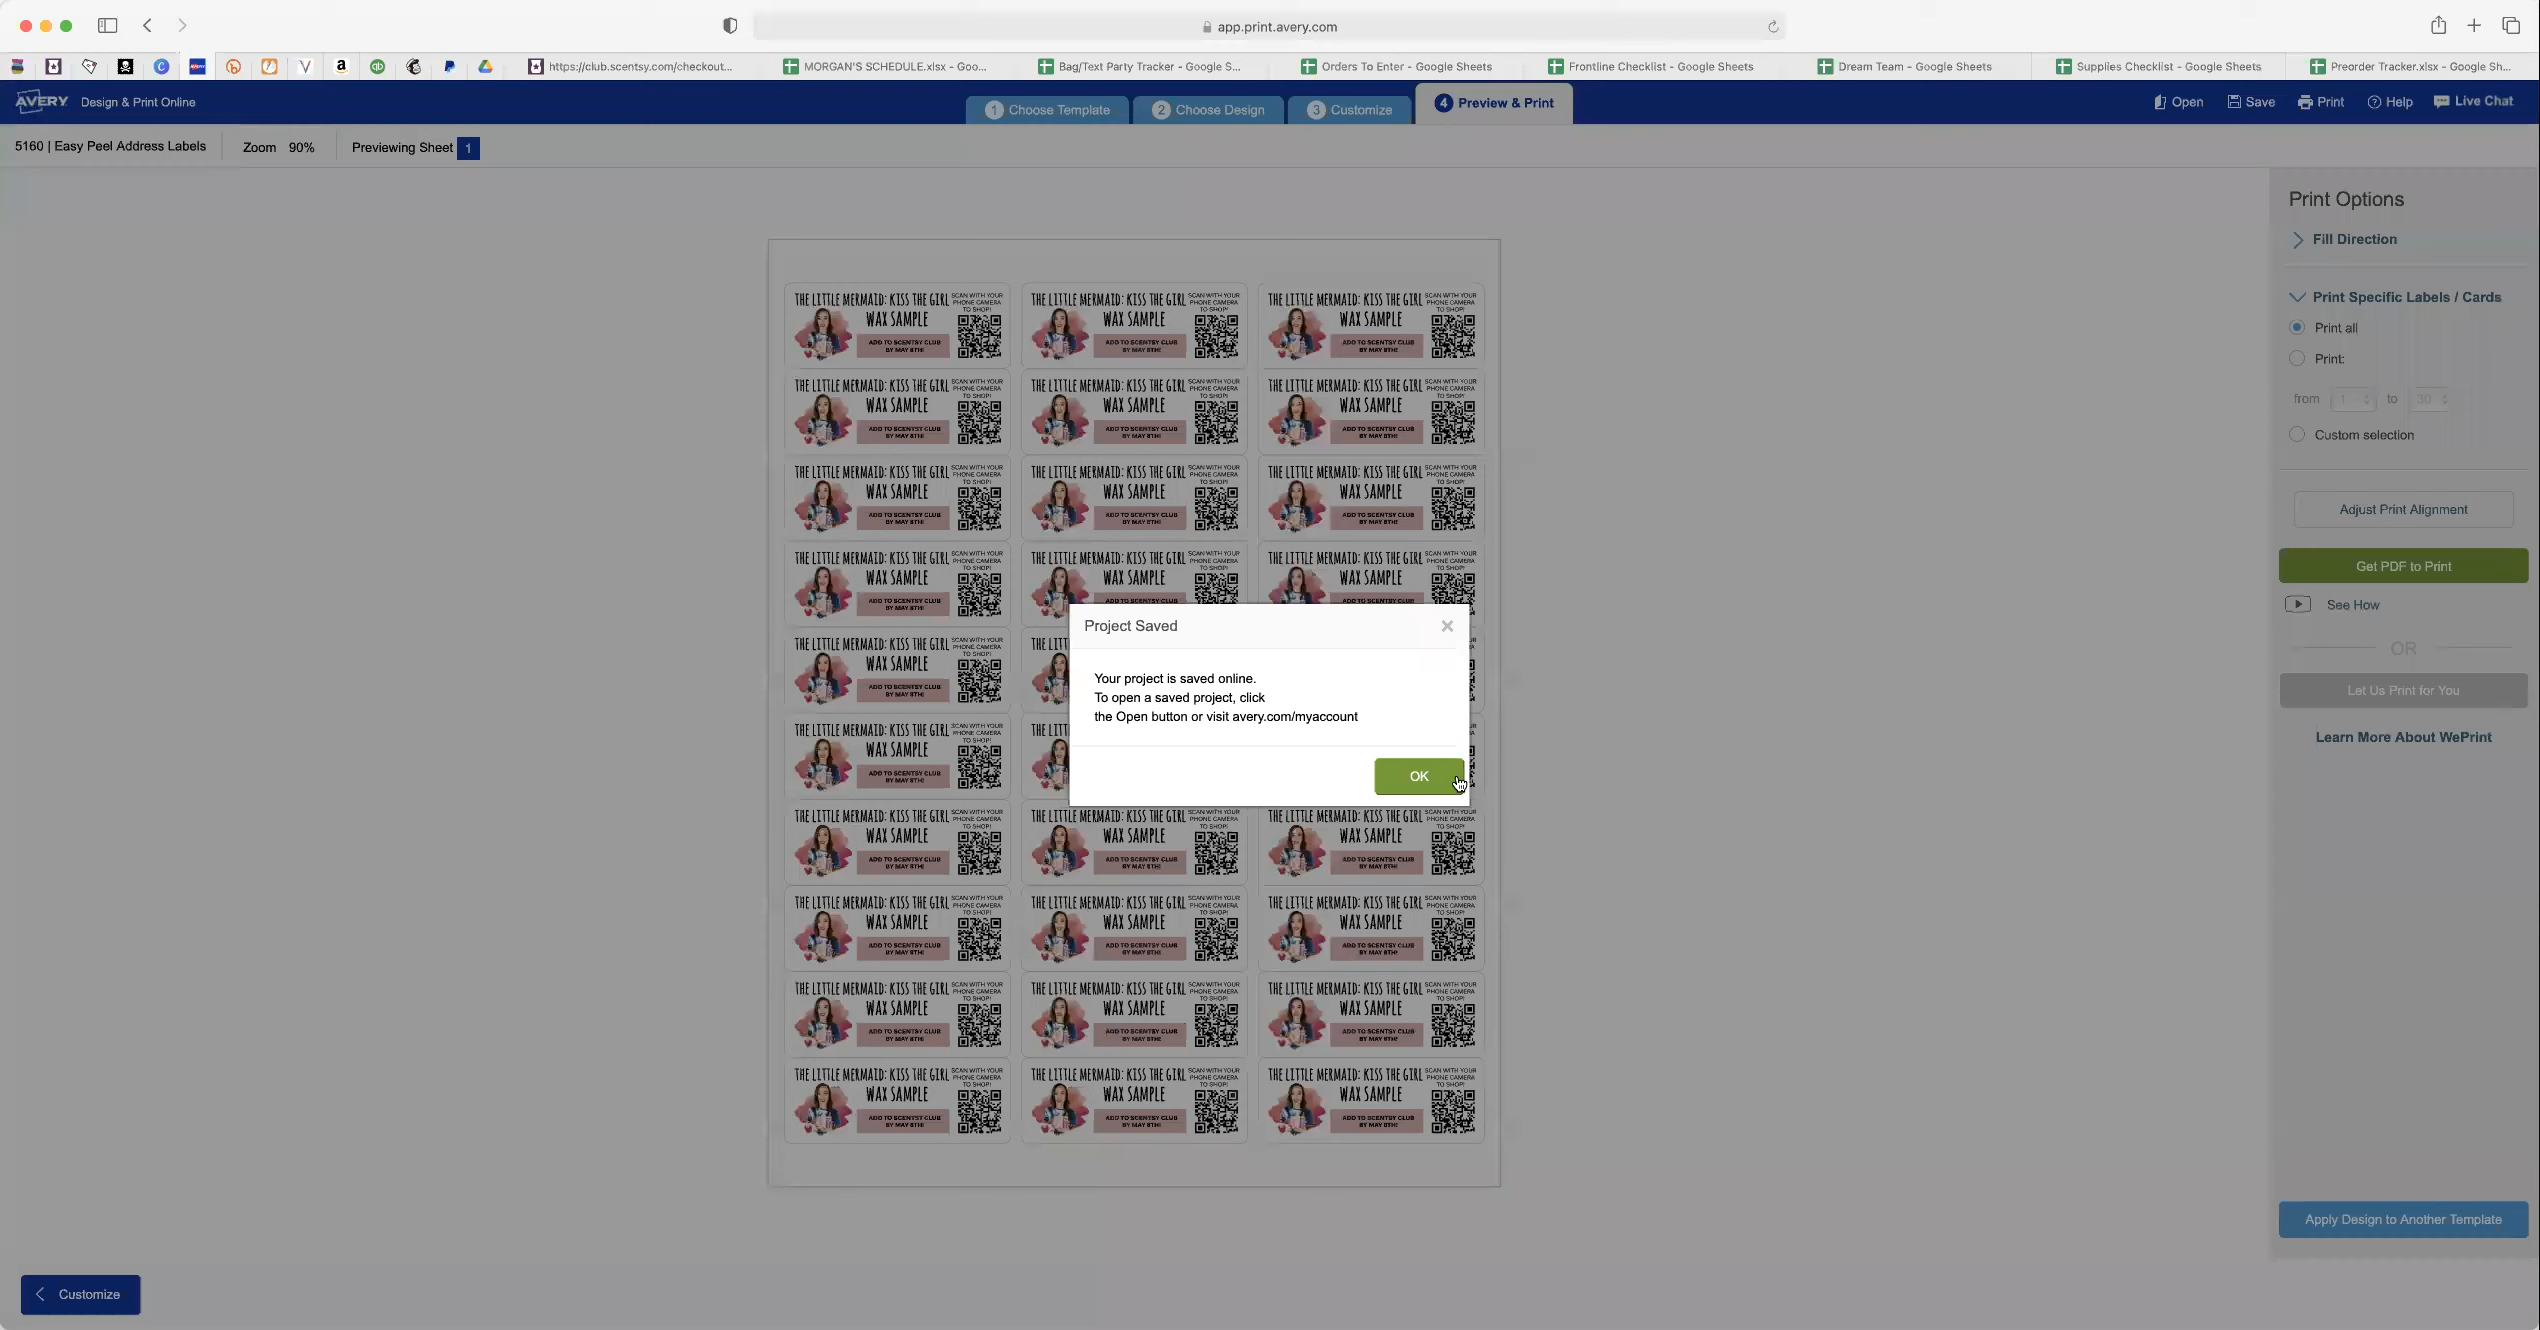 app.print.avery.com
https://club.scentsy.com/checkout...
MORGAN'S SCHEDULE.xlsx - Goo...
Bag/Text Party Tracker - Google S...
Orders To Enter - Google Sheets
Frontline Checklist - Google Sheets
Dream Team - Google Sheets
Supplies Checklist - Google Sheets
Preorder Tracker.xlsx - Google Sh...
AVERY Design & Print Online
1 Choose Template
2 Choose Design
3 Customize
4 Preview & Print
Open
Save
Print
Help
Live Chat
5160 | Easy Peel Address Labels
Zoom 90%
Previewing Sheet 1
THE LITTLE MERMAID: KISS THE GIRL
WAX SAMPLE
ADD TO SCENTSY CLUB
BY MAY 8TH!
SCAN WITH YOUR
PHONE CAMERA
TO SHOP!
Project Saved
Your project is saved online.
To open a saved project, click
the Open button or visit avery.com/myaccount
OK
Print Options
Fill Direction
Print Specific Labels / Cards
Print all
Print:
from 1 to 30
Custom selection
Adjust Print Alignment
Get PDF to Print
See How
OR
Let Us Print for You
Learn More About WePrint
Apply Design to Another Template
Customize